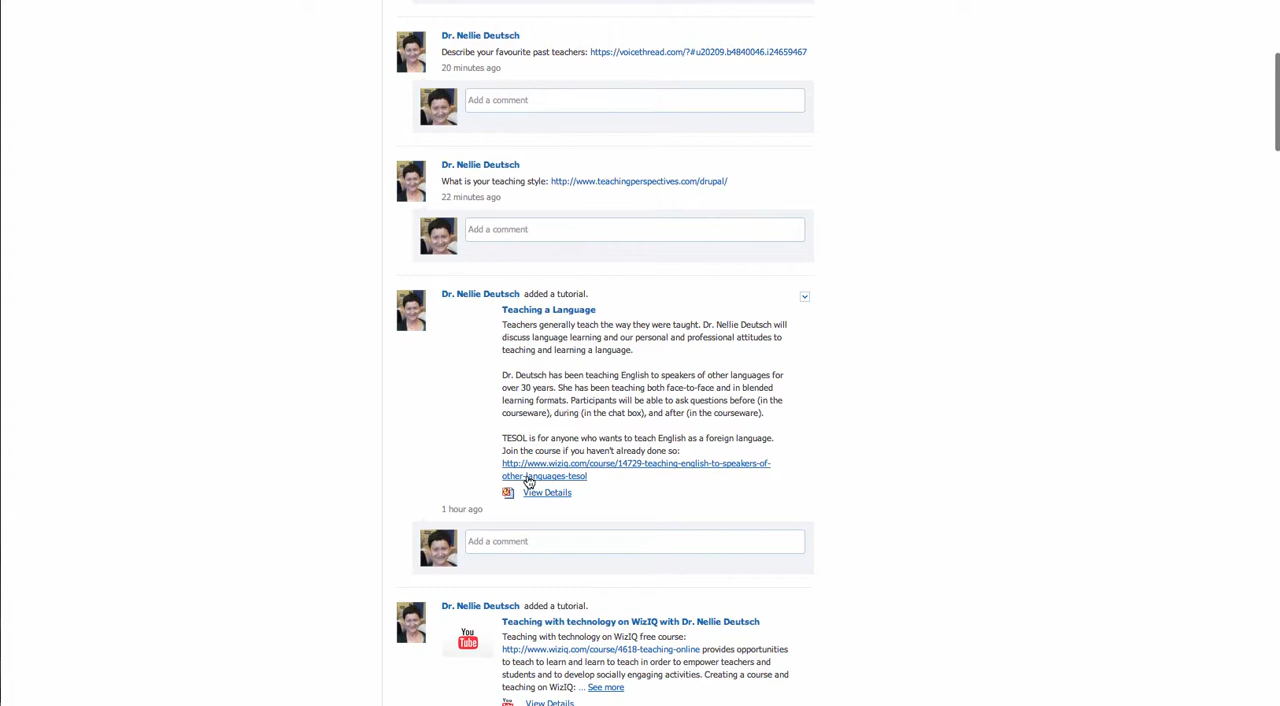 Dr. Nellie Deutsch
Describe your favourite past teachers: https://voicethread.com/?#u20209.b4840046.i24659467
20 minutes ago
Add a comment
Dr. Nellie Deutsch
What is your teaching style: http://www.teachingperspectives.com/drupal/
22 minutes ago
Add a comment
Dr. Nellie Deutsch added a tutorial.
Teaching a Language
Teachers generally teach the way they were taught. Dr. Nellie Deutsch will
discuss language learning and our personal and professional attitudes to
teaching and learning a language.
Dr. Deutsch has been teaching English to speakers of other languages for
over 30 years. She has been teaching both face-to-face and in blended
learning formats. Participants will be able to ask questions before (in the
courseware), during (in the chat box), and after (in the courseware).
TESOL is for anyone who wants to teach English as a foreign language.
Join the course if you haven't already done so:
http://www.wiziq.com/course/14729-teaching-english-to-speakers-of-
other-languages-tesol
View Details
1 hour ago
Add a comment
Dr. Nellie Deutsch added a tutorial.
Teaching with technology on WizIQ with Dr. Nellie Deutsch
You
Tube
Teaching with technology on WizIQ free course:
http://www.wiziq.com/course/4618-teaching-online provides opportunities
to teach to learn and learn to teach in order to empower teachers and
students and to develop socially engaging activities. Creating a course and
teaching on WizIQ: ... See more
You
View Details